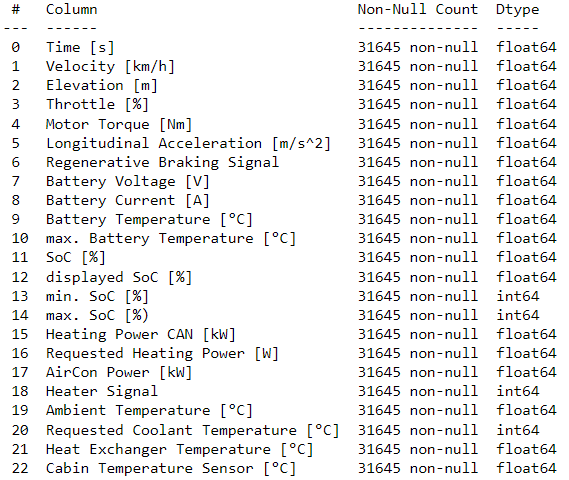 #   Column                                Non-Null Count  Dtype
---  ------                                --------------  -----
0   Time [s]                              31645 non-null  float64
1   Velocity [km/h]                       31645 non-null  float64
2   Elevation [m]                         31645 non-null  float64
3   Throttle [%]                          31645 non-null  float64
4   Motor Torque [Nm]                     31645 non-null  float64
5   Longitudinal Acceleration [m/s^2]     31645 non-null  float64
6   Regenerative Braking Signal           31645 non-null  float64
7   Battery Voltage [V]                   31645 non-null  float64
8   Battery Current [A]                   31645 non-null  float64
9   Battery Temperature [°C]              31645 non-null  float64
10  max. Battery Temperature [°C]         31645 non-null  float64
11  SoC [%]                               31645 non-null  float64
12  displayed SoC [%]                     31645 non-null  float64
13  min. SoC [%]                          31645 non-null  int64
14  max. SoC [%)                          31645 non-null  int64
15  Heating Power CAN [kW]                31645 non-null  float64
16  Requested Heating Power [W]           31645 non-null  float64
17  AirCon Power [kW]                     31645 non-null  float64
18  Heater Signal                         31645 non-null  int64
19  Ambient Temperature [°C]              31645 non-null  float64
20  Requested Coolant Temperature [°C]    31645 non-null  int64
21  Heat Exchanger Temperature [°C]       31645 non-null  float64
22  Cabin Temperature Sensor [°C]         31645 non-null  float64